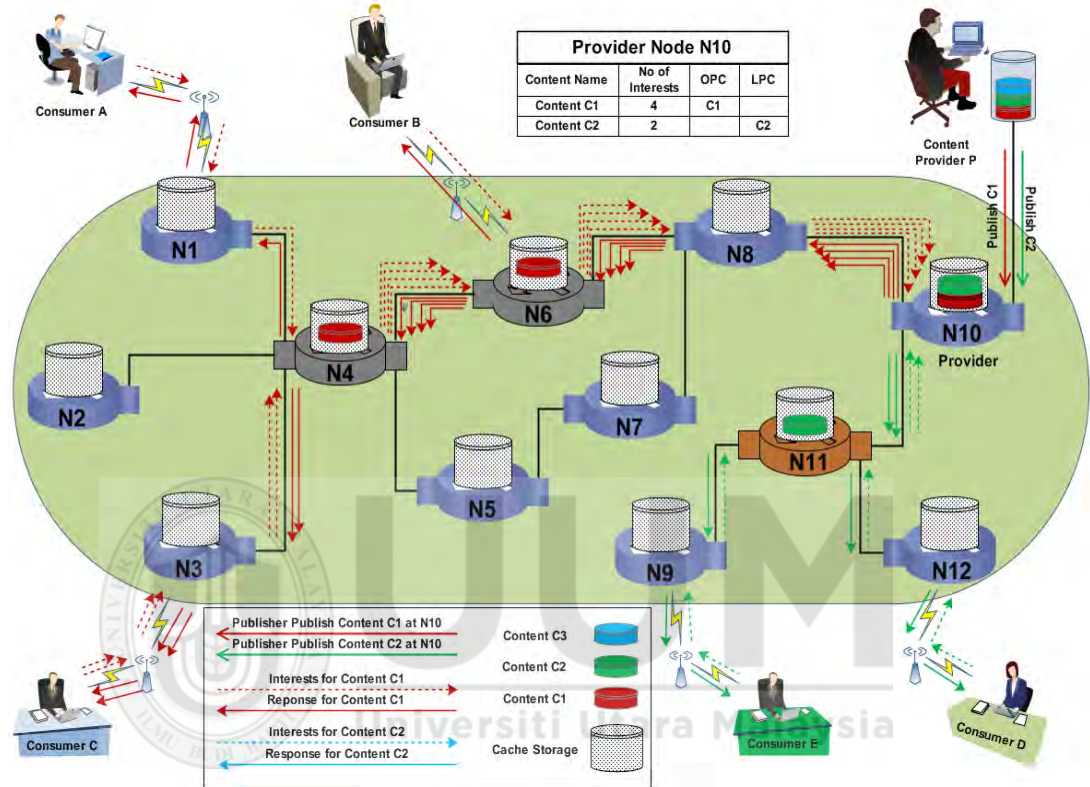 Provider Node N10
Content Name
No of
Interests
OPC
LPC
Content C1
4
C1
Content C2
2
C2
Consumer A
Consumer B
Content
Provider P
Publish C1
Publish C2
N1
N8
N6
N10
Provider
N4
N2
N7
N11
N5
N3
N9
N12
UUM
Universiti Utara Malaysia
Publisher Publish Content C1 at N10
Publisher Publish Content C2 at N10
Interests for Content C1
Reponse for Content C1
Interests for Content C2
Response for Content C2
Content C3
Content C2
Content C1
Cache Storage
Consumer C
Consumer E
Consumer D